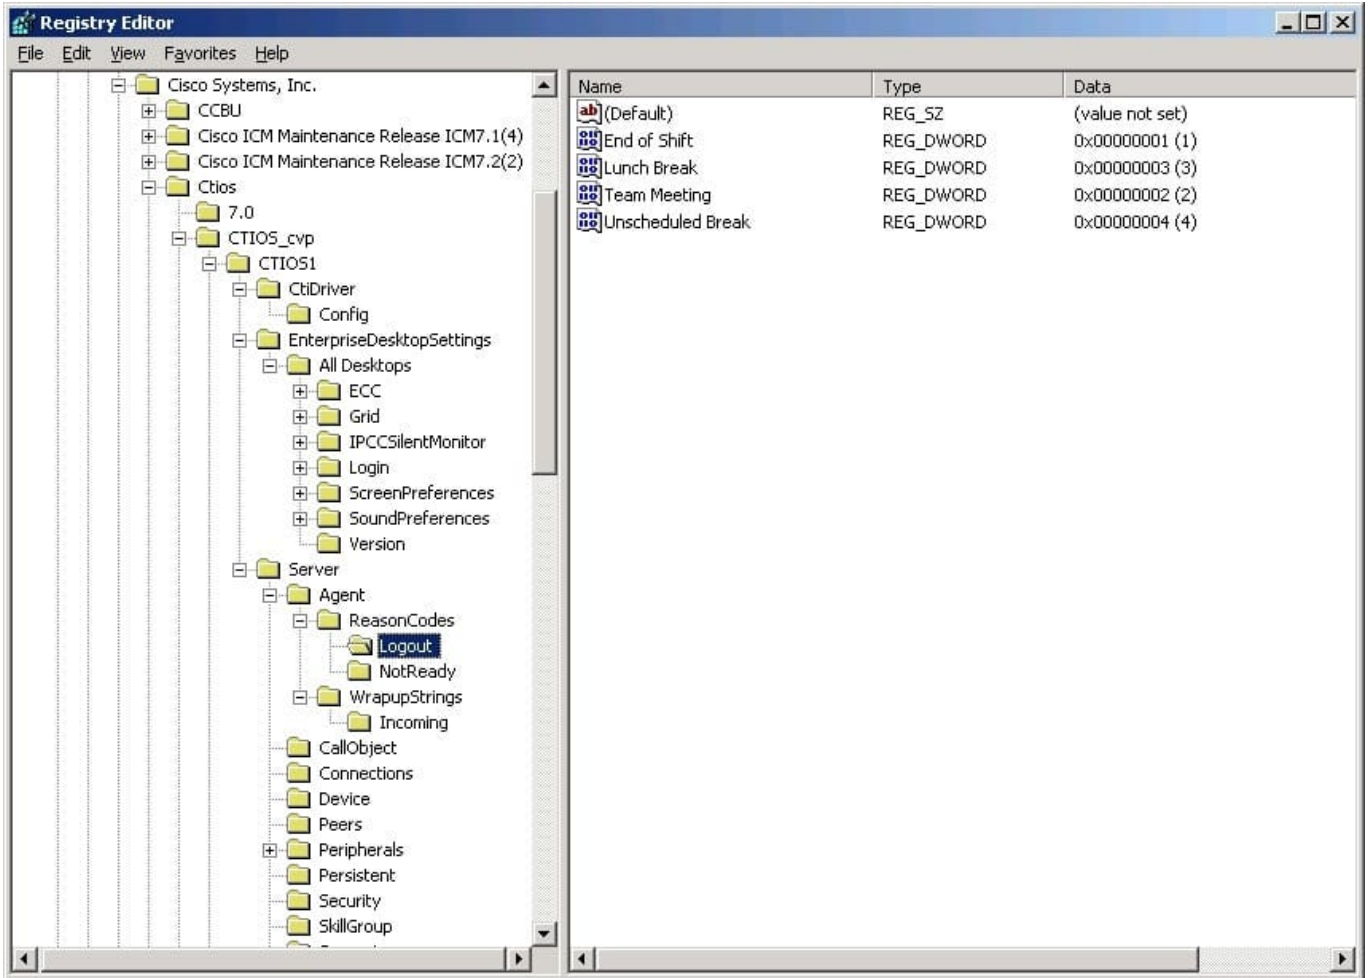 Registry Editor
File Edit View Favorites Help
Cisco Systems, Inc.
CCBU
Cisco ICM Maintenance Release ICM7.1(4)
Cisco ICM Maintenance Release ICM7.2(2)
Ctios
7.0
CTIOS_cvp
CTIOS1
CtiDriver
Config
EnterpriseDesktopSettings
All Desktops
ECC
Grid
IPCCSilentMonitor
Login
ScreenPreferences
SoundPreferences
Version
Server
Agent
ReasonCodes
Logout
NotReady
WrapupStrings
Incoming
CallObject
Connections
Device
Peers
Peripherals
Persistent
Security
SkillGroup
Name Type Data
(Default) REG_SZ (value not set)
End of Shift REG_DWORD 0x00000001 (1)
Lunch Break REG_DWORD 0x00000003 (3)
Team Meeting REG_DWORD 0x00000002 (2)
Unscheduled Break REG_DWORD 0x00000004 (4)